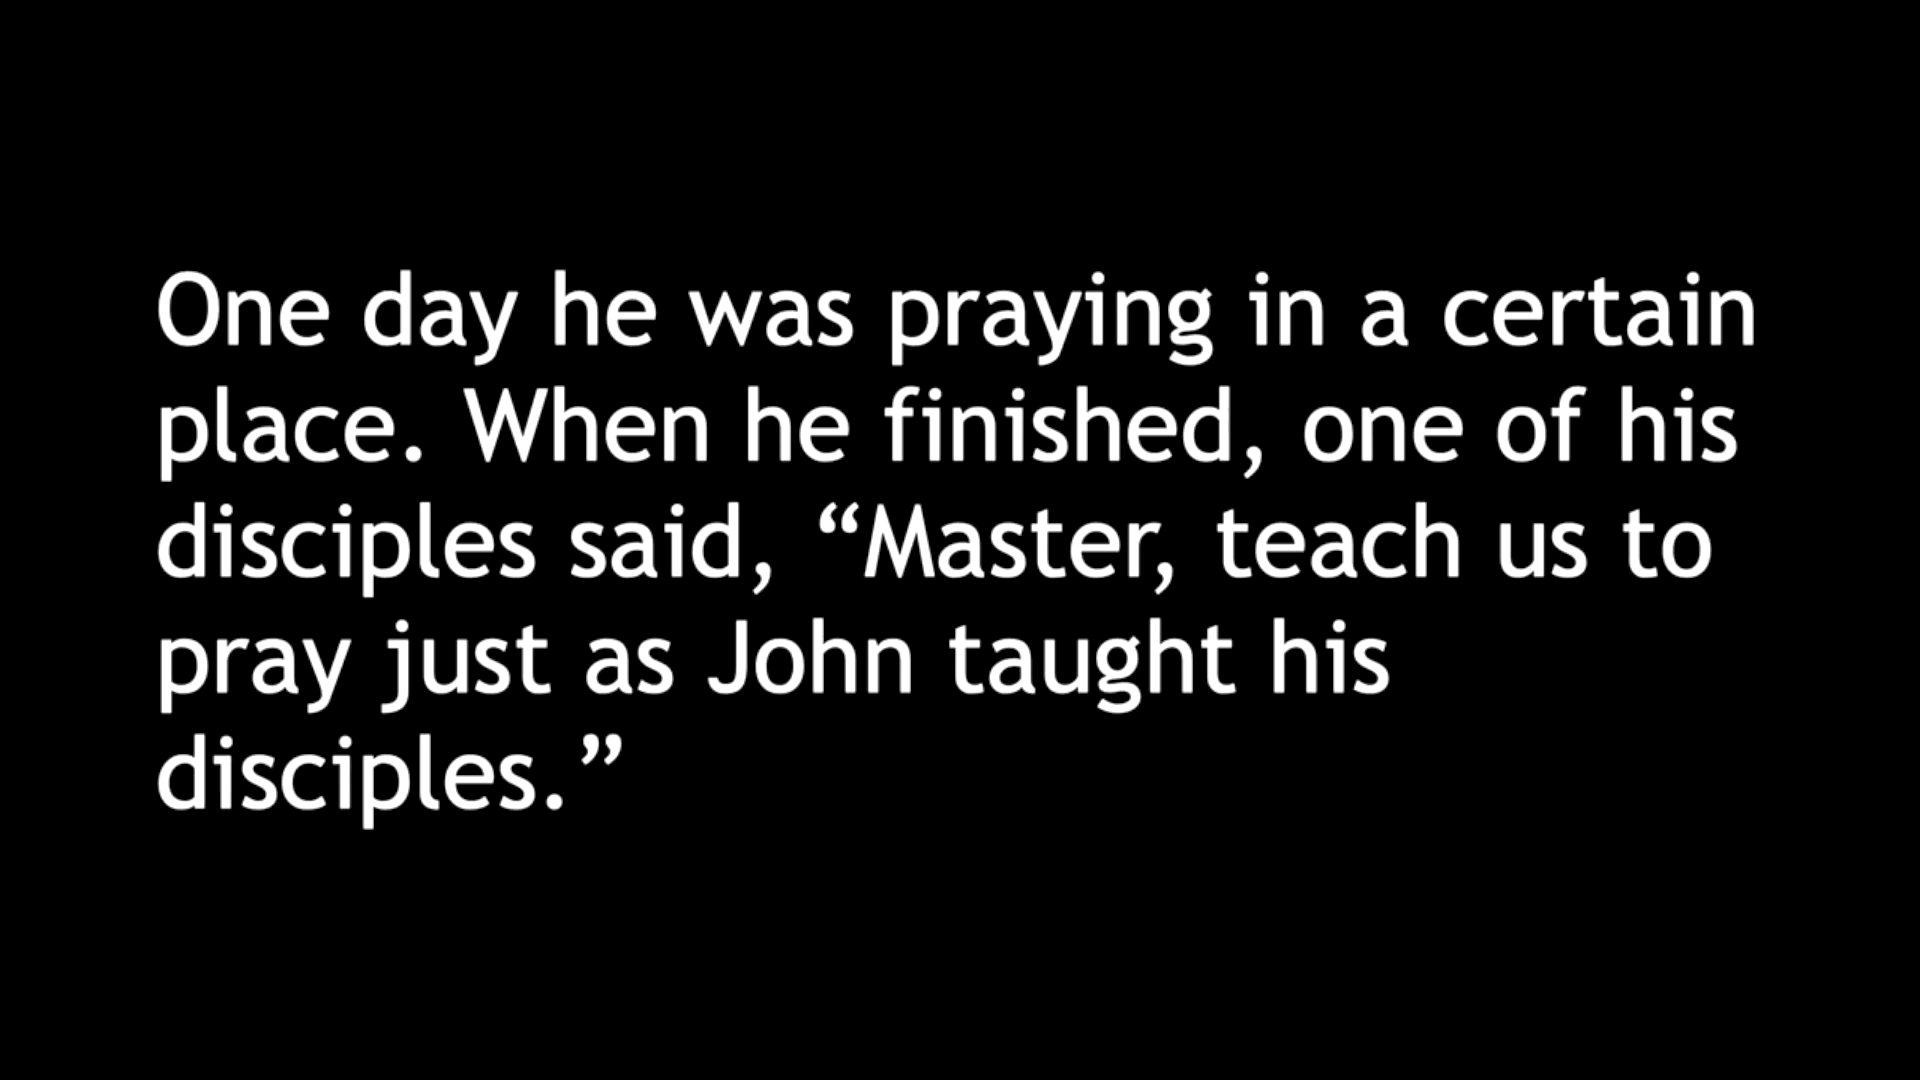 One day he was praying in a certain
place. When he finished, one of his
disciples said, “Master, teach us to
pray just as John taught his
disciples.”